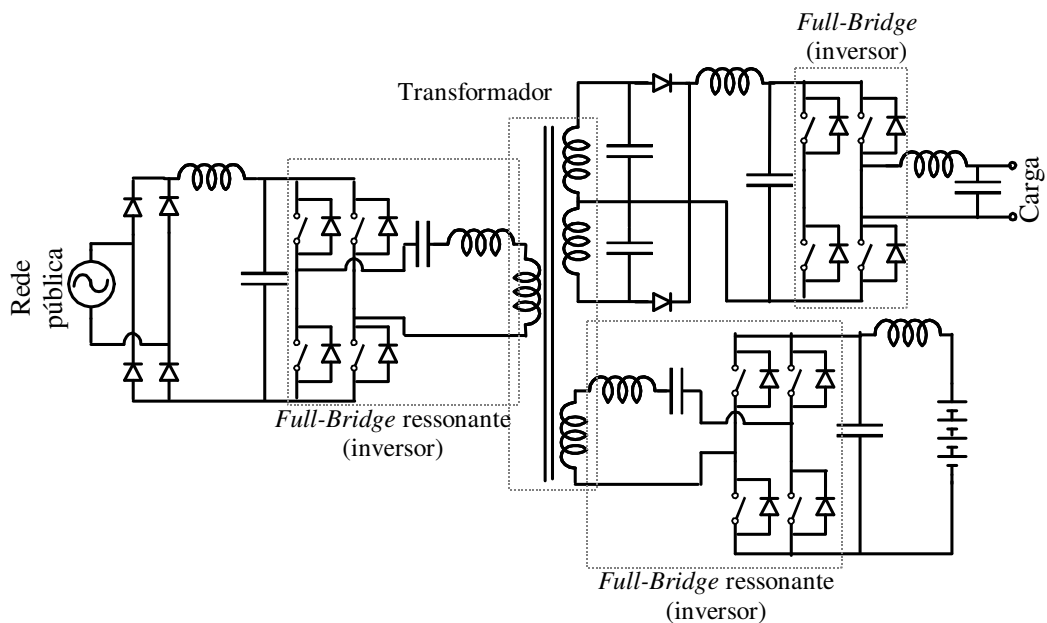 Full-Bridge
(inversor)
Transformador
Rede
pública
Carga
Full-Bridge ressonante
(inversor)
Full-Bridge ressonante
(inversor)